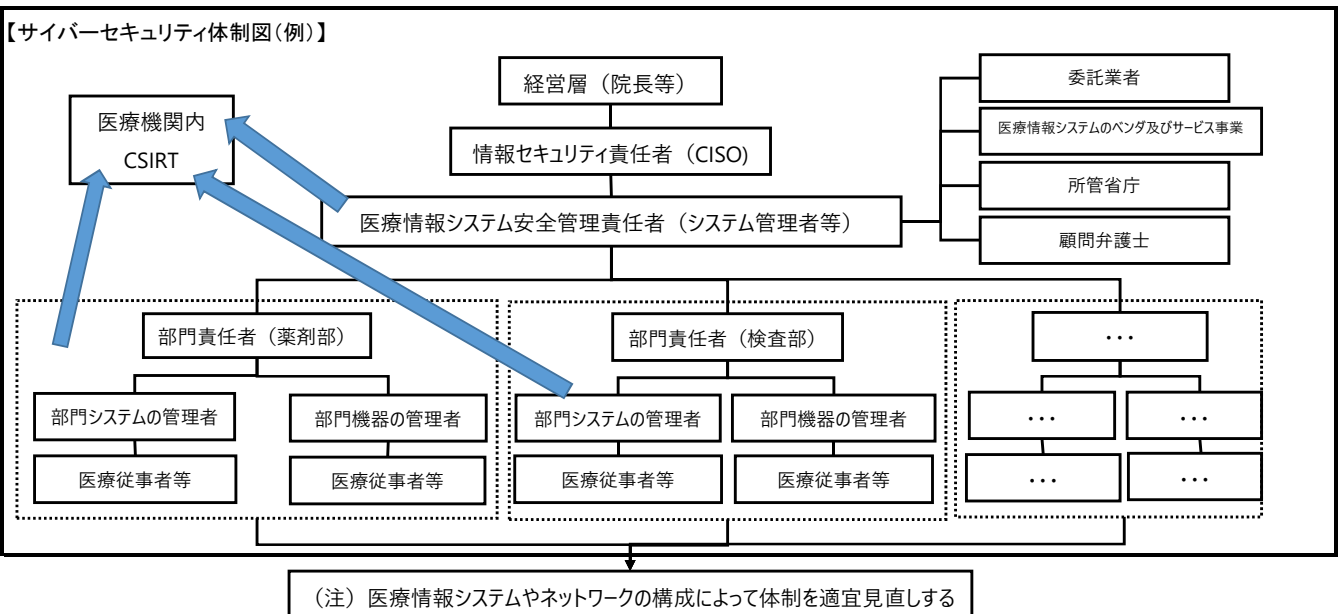 【サイバーセキュリティ体制図（例）】
経営層（院長等）
委託業者
医療機関内
CSIRT
医療情報システムのベンダ及びサービス事業
情報セキュリティ責任者（CISO)
所管省庁
医療情報システム安全管理責任者（システム管理者等）
顧問弁護士
部門責任者（薬剤部）
部門責任者（検査部）
・・・
部門システムの管理者
部門機器の管理者
部門システムの管理者
部門機器の管理者
・・・
・・・
医療従事者等
医療従事者等
医療従事者等
医療従事者等
・・・
・・・
（注）医療情報システムやネットワークの構成によって体制を適宜見直しする